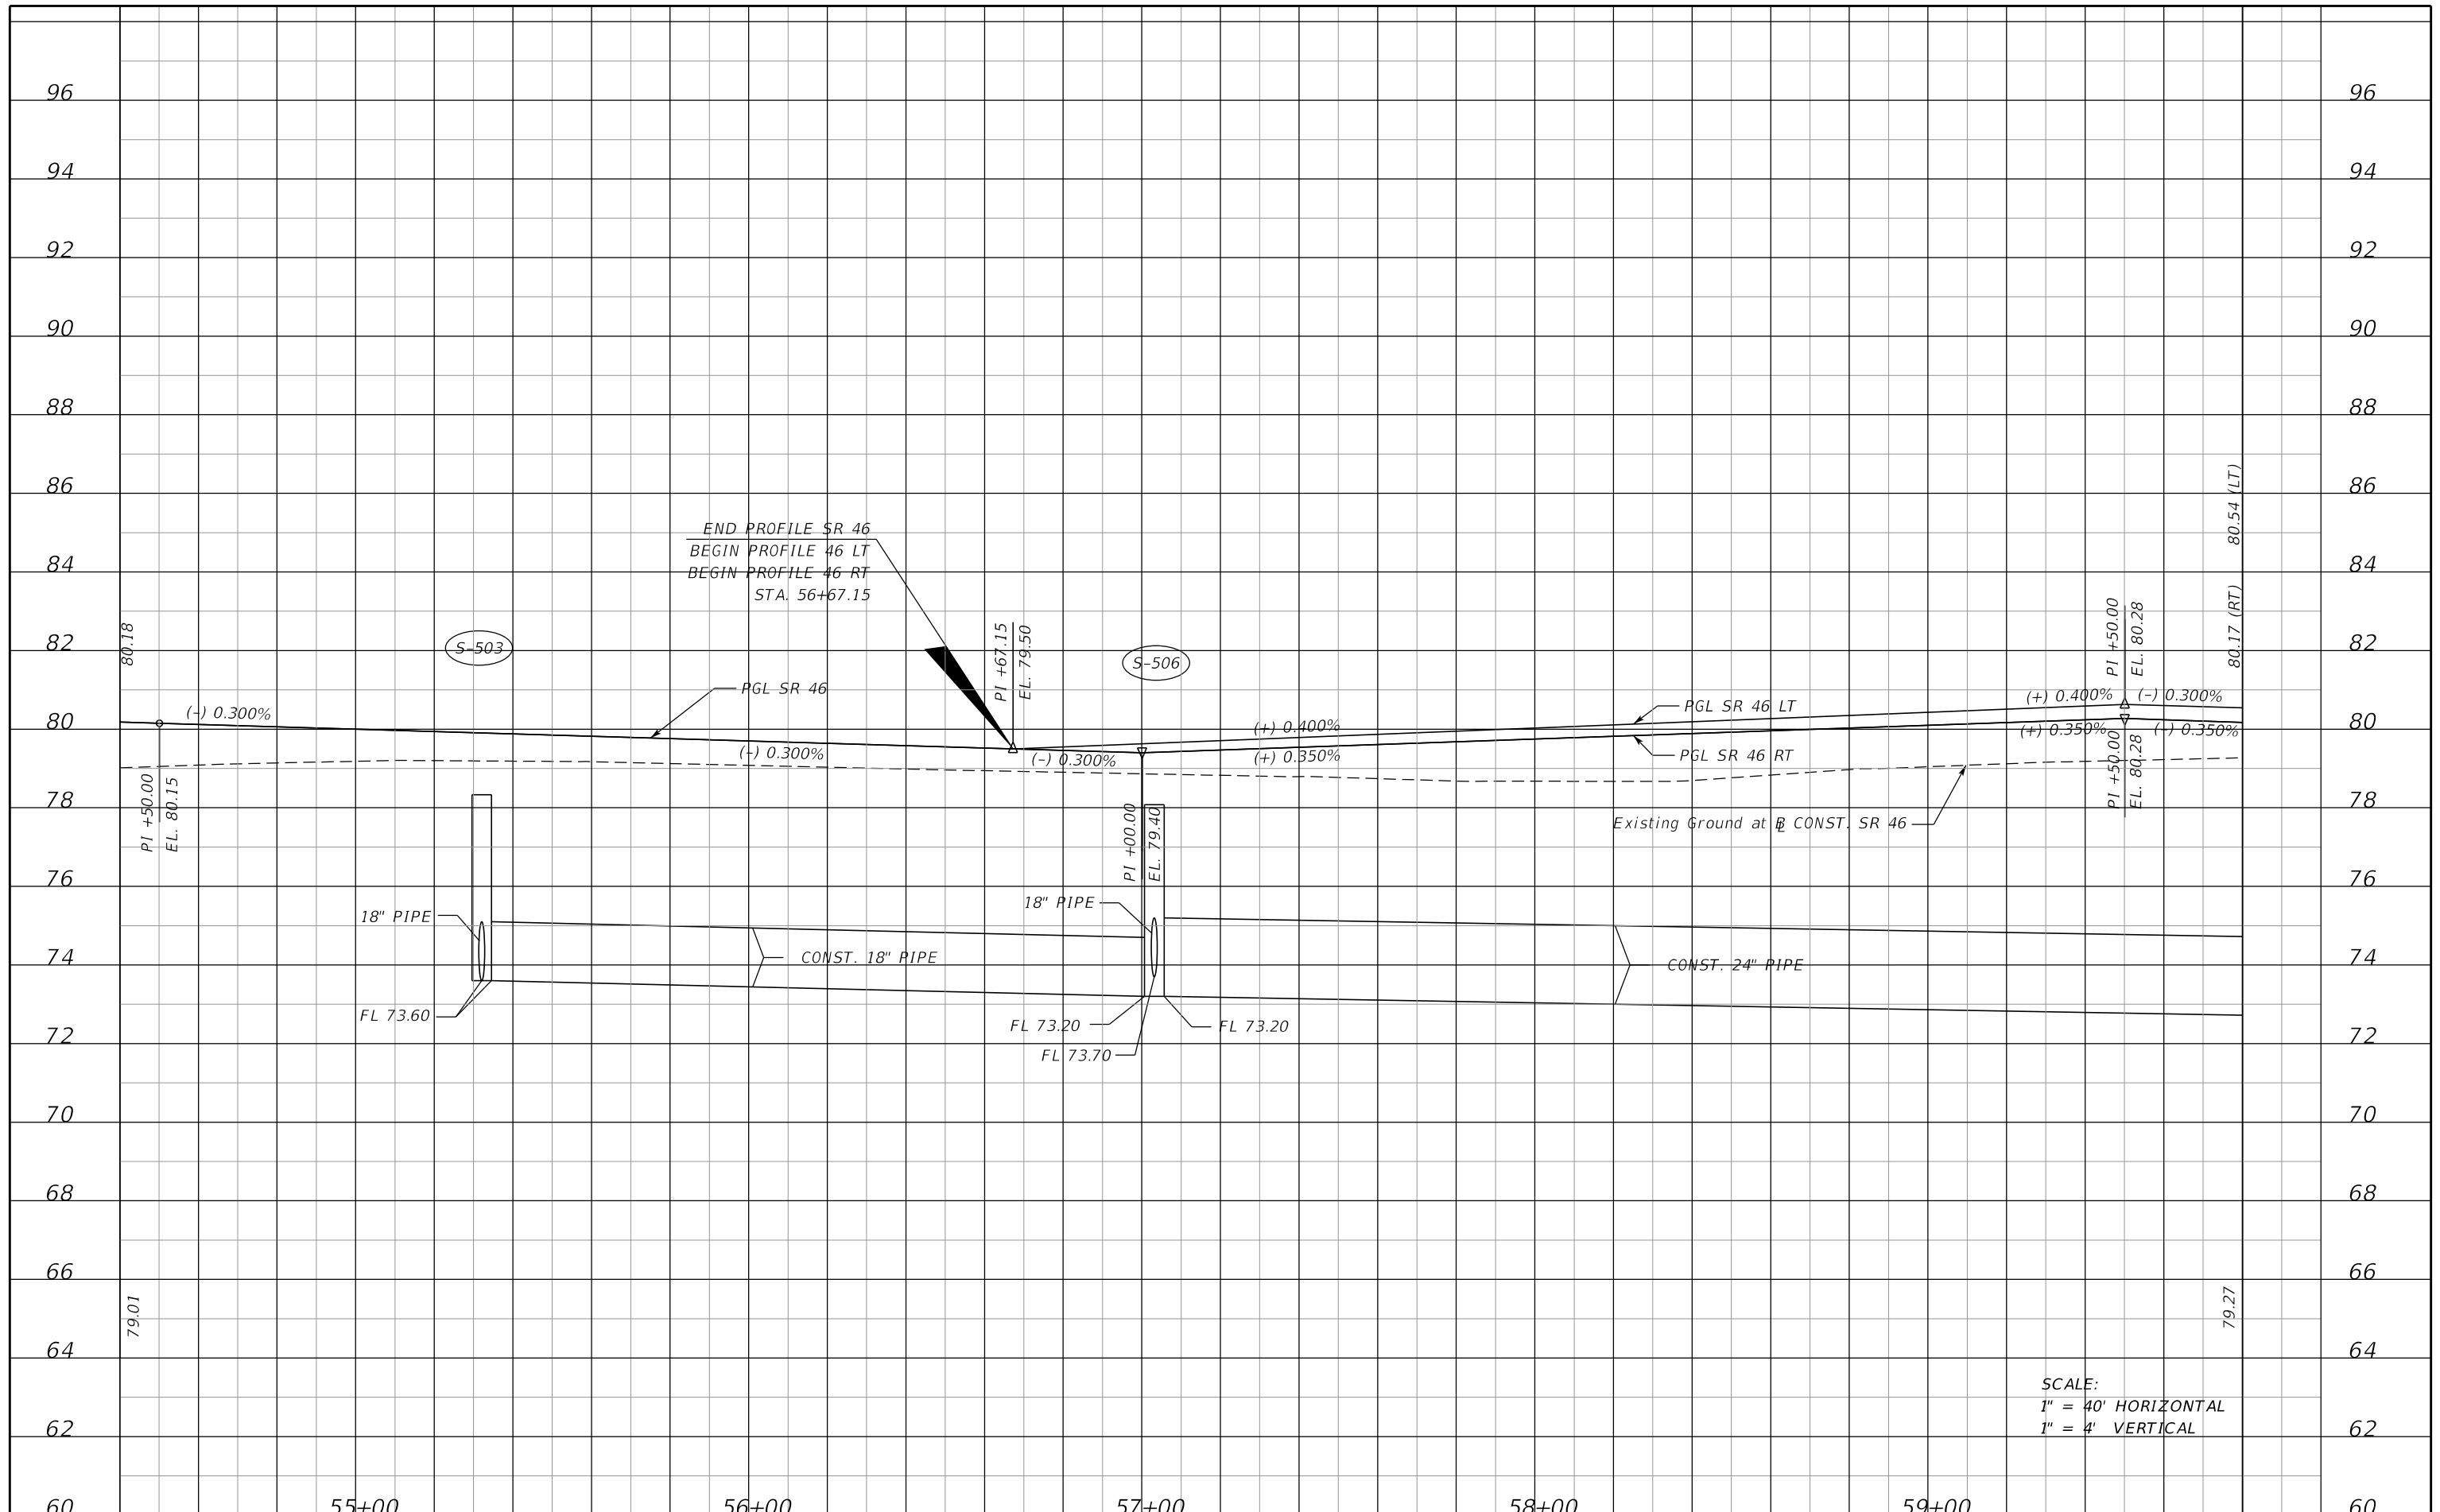 96
96
94
94
92
92
90
90
88
88
86
86
80.54 (LT)
END PROFILE SR 46
BEGIN PROFILE 46 LT
BEGIN PROFILE 46 RT
STA. 56+67.15
84
84
80.18
82
82
S-503
PI +67.15
EL. 79.50
S-506
PI +50.00
EL. 80.28
80.17 (RT)
PGL SR 46
(+) 0.400%
(-) 0.300%
PGL SR 46 LT
80
80
(-) 0.300%
(+) 0.400%
(+) 0.350%
(-) 0.350%
(-) 0.300%
(-) 0.300%
(+) 0.350%
PGL SR 46 RT
PI +50.00
EL. 80.15
PI +50.00
EL. 80.28
78
78
PI +00.00
EL. 79.40
Existing Ground at BL CONST. SR 46
76
76
18" PIPE
18" PIPE
74
74
CONST. 18" PIPE
CONST. 24" PIPE
FL 73.60
FL 73.20
FL 73.20
FL 73.70
72
72
70
70
68
68
66
66
79.01
79.27
64
64
SCALE:
1" = 40' HORIZONTAL
1" = 4' VERTICAL
62
62
60
55+00
56+00
57+00
58+00
59+00
60